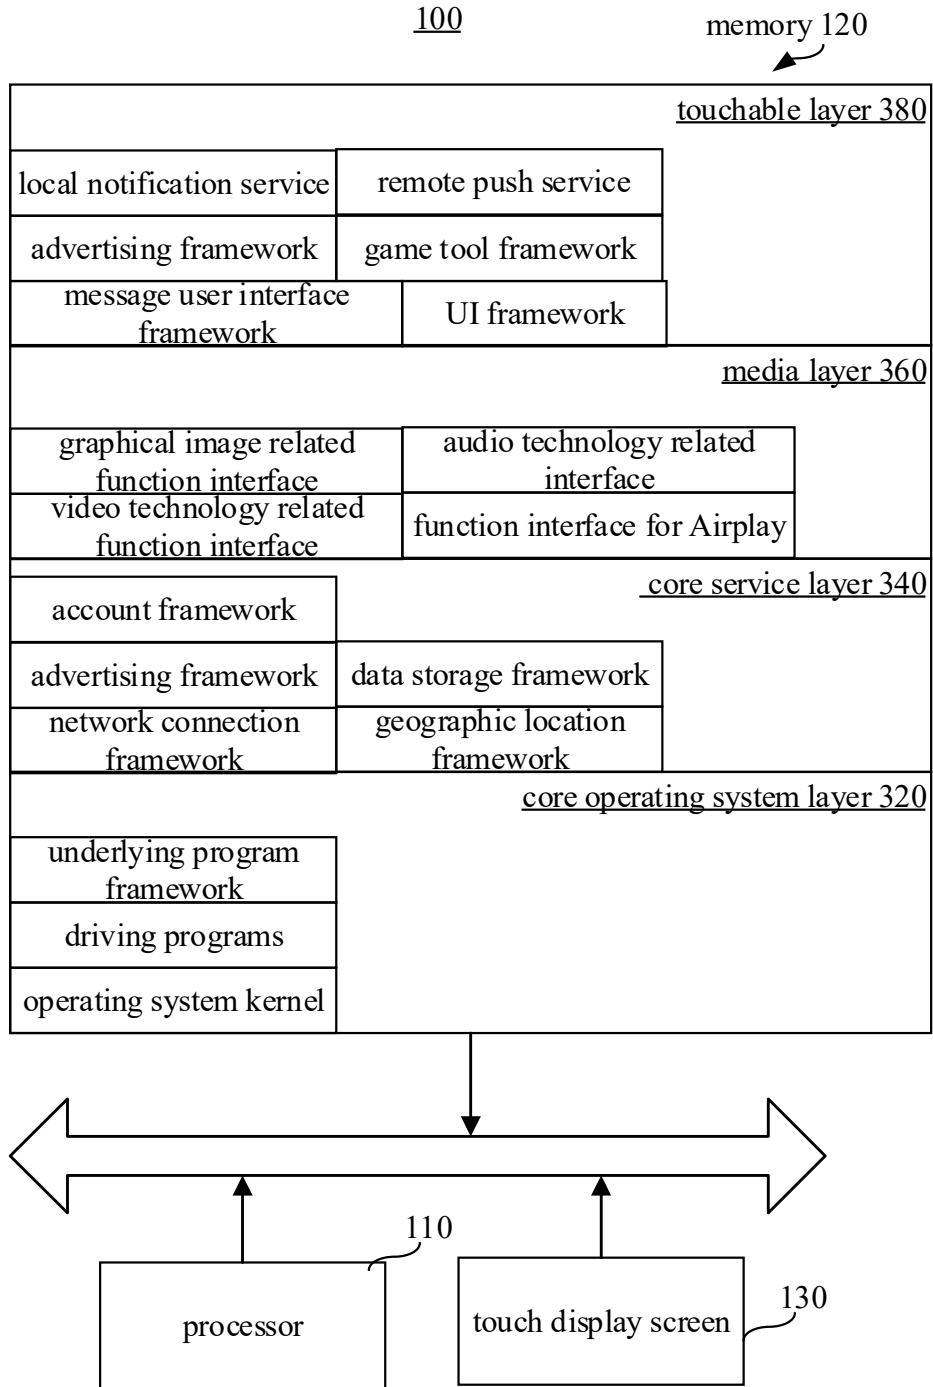 100
memory 120
touchable layer 380
local notification service
remote push service
advertising framework
game tool framework
message user interface
framework
UI framework
media layer 360
graphical image related
function interface
audio technology related
interface
video technology related
function interface
function interface for Airplay
core service layer 340
account framework
advertising framework
data storage framework
network connection
framework
geographic location
framework
core operating system layer 320
underlying program
framework
driving programs
operating system kernel
110
processor
touch display screen
130